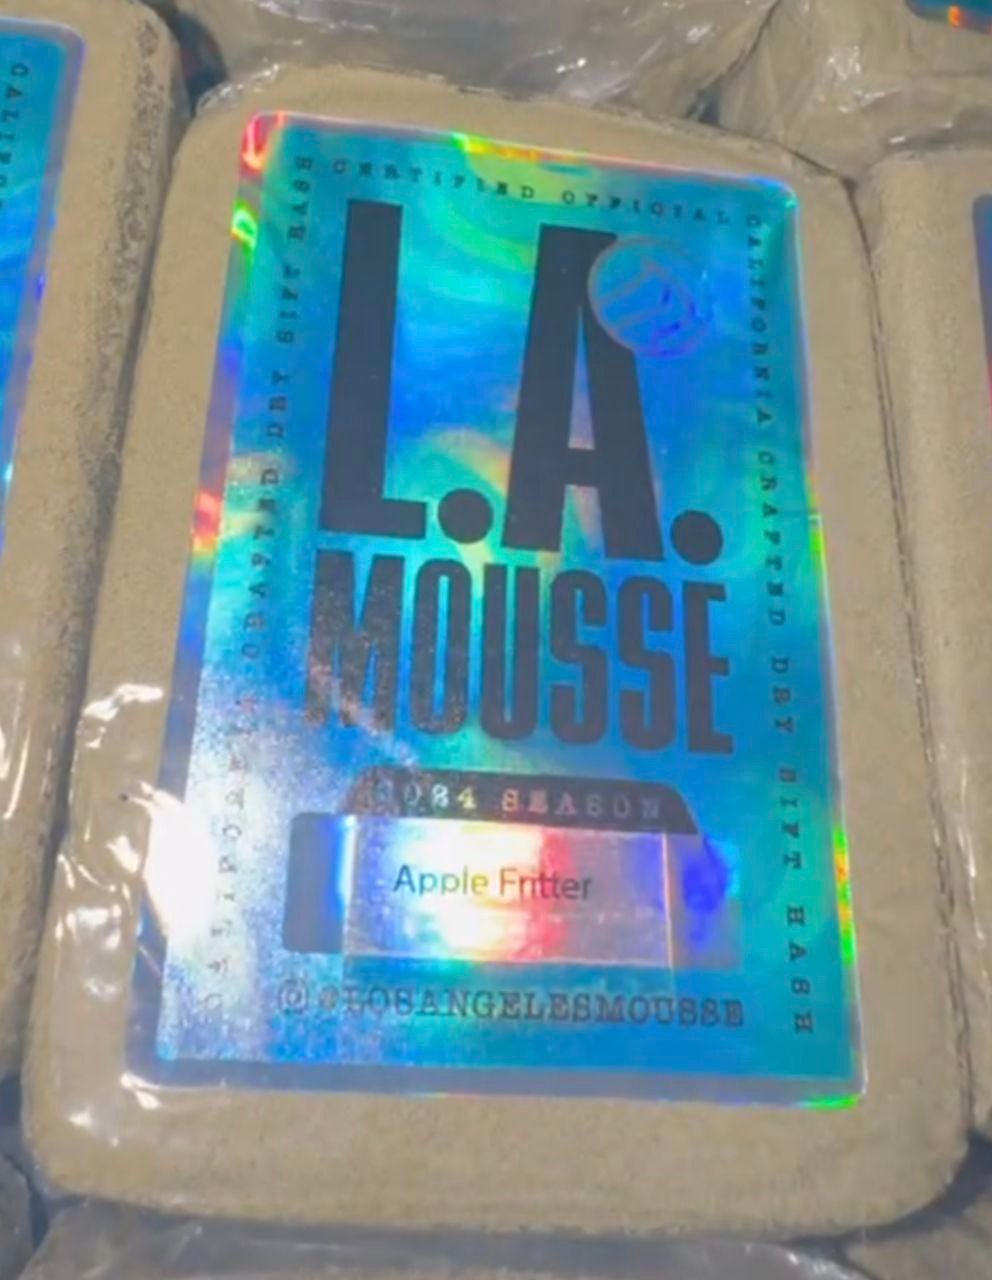 CERTIFIED OFFICIAL
CALIFORNIA CRAFTED DRY SIFT HASH
CALIFORNIA CRAFTED DRY SIFT HASH
L.A.
MOUSSE
SEASON
Apple Fritter
@LOSANGELESMOUSSE